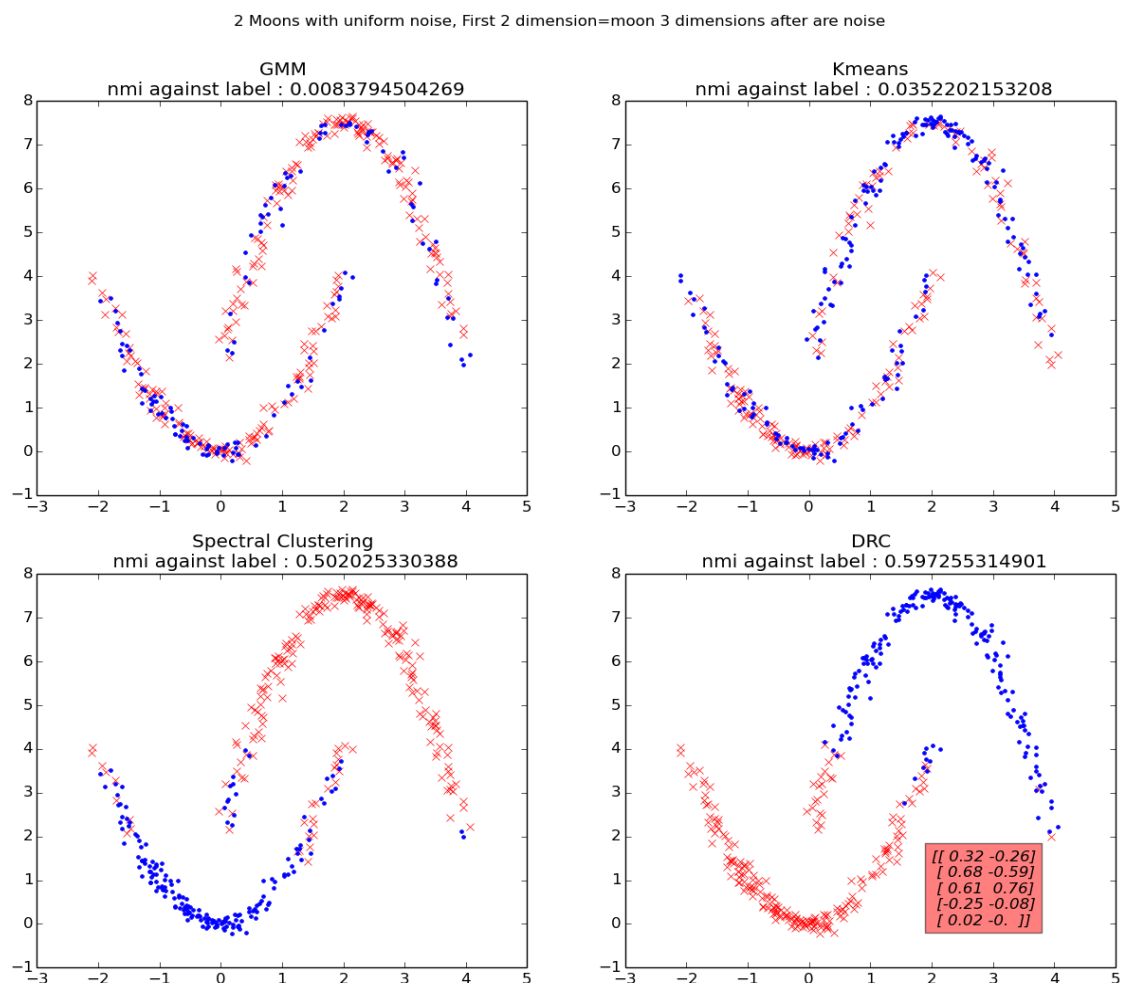 2 Moons with uniform noise, First 2 dimension=moon 3 dimensions after are noise
GMM
nmi against label : 0.0083794504269
8
7
6
5
4
3
2
1
0
−1
−3 −2 −1 0 1 2 3 4 5
Kmeans
nmi against label : 0.0352202153208
8
7
6
5
4
3
2
1
0
−1
−3 −2 −1 0 1 2 3 4 5
Spectral Clustering
nmi against label : 0.502025330388
8
7
6
5
4
3
2
1
0
−1
−3 −2 −1 0 1 2 3 4 5
DRC
nmi against label : 0.597255314901
8
7
6
5
4
3
2
1
0
−1
−3 −2 −1 0 1 2 3 4 5
[[ 0.32 -0.26]
[ 0.68 -0.59]
[ 0.61 0.76]
[-0.25 -0.08]
[ 0.02 -0. ]]